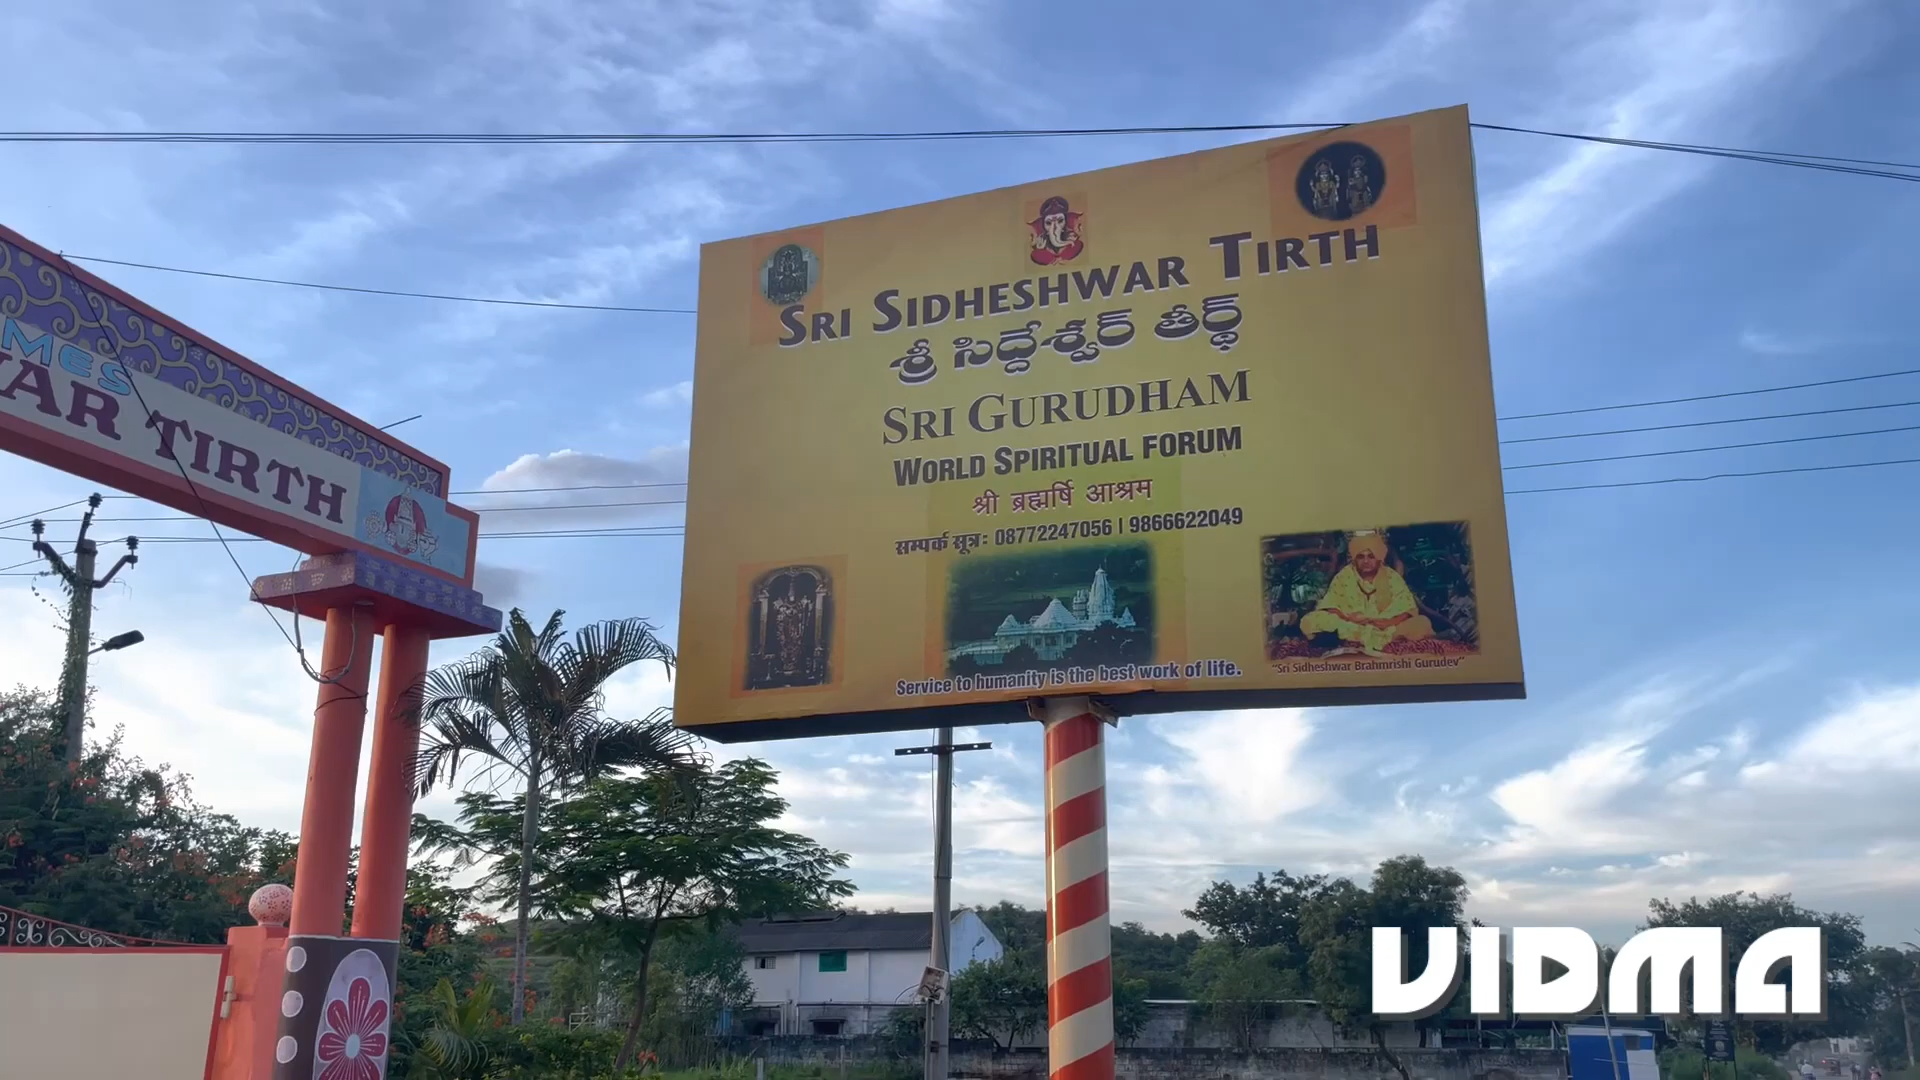 MES
WAR TIRTH
SRI SIDHESHWAR TIRTH
శ్రీ సిద్దేశ్వర్ తీర్థ్
SRI GURUDHAM
WORLD SPIRITUAL FORUM
श्री ब्रह्मर्षि आश्रम
सम्पर्क सूत्र: 08772247056 | 9866622049
"Sri Sidheshwar Brahmrishi Gurudev"
Service to humanity is the best work of life.
VIDMA